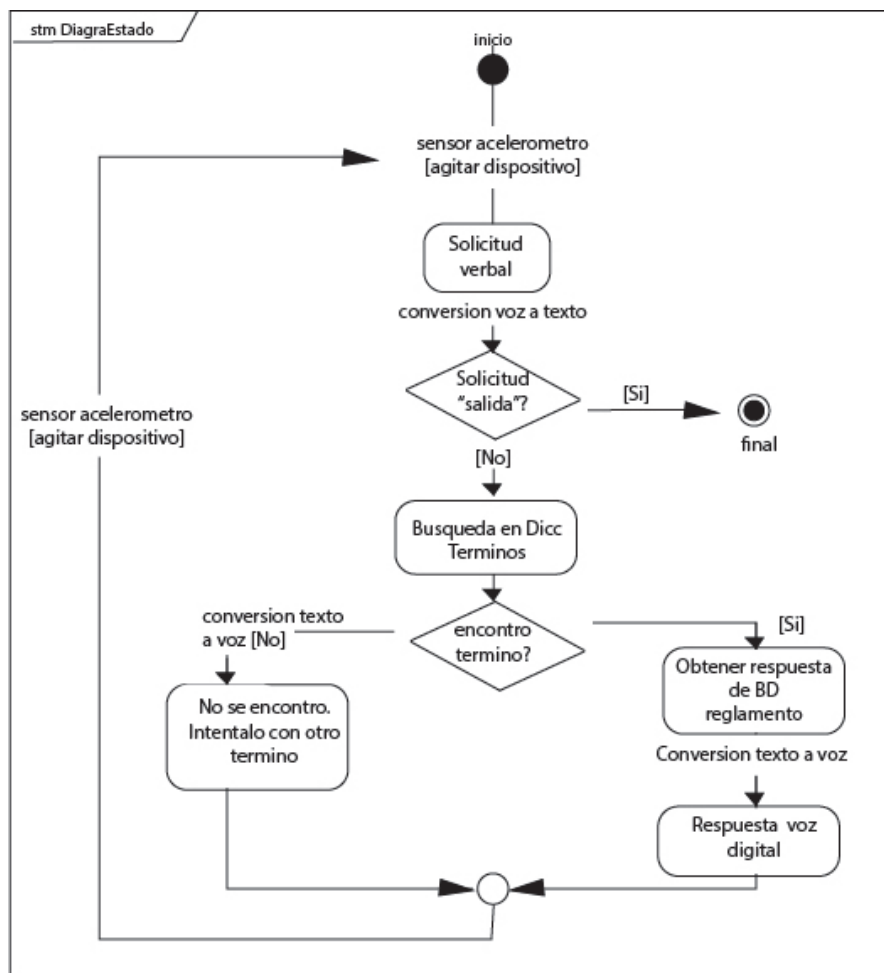 stm DiagraEstado
inicio
sensor acelerometro
[agitar dispositivo]
Solicitud
verbal
conversion voz a texto
Solicitud
“salida”?
[Si]
final
sensor acelerometro
[agitar dispositivo]
[No]
Busqueda en Dicc
Terminos
encontro
termino?
conversion texto
a voz [No]
[Si]
No se encontro.
Intentalo con otro
termino
Obtener respuesta
de BD
reglamento
Conversion texto a voz
Respuesta voz
digital